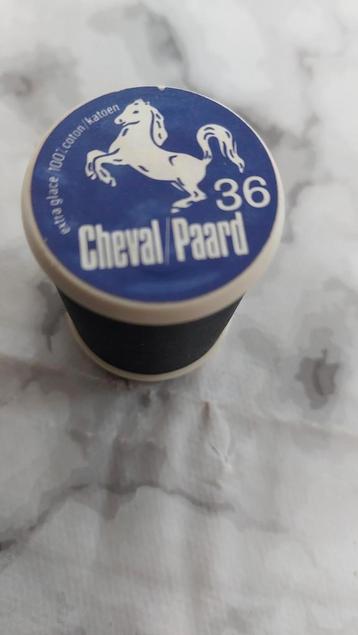 extra glacé 100% coton/katoen
36
Cheval/Paard